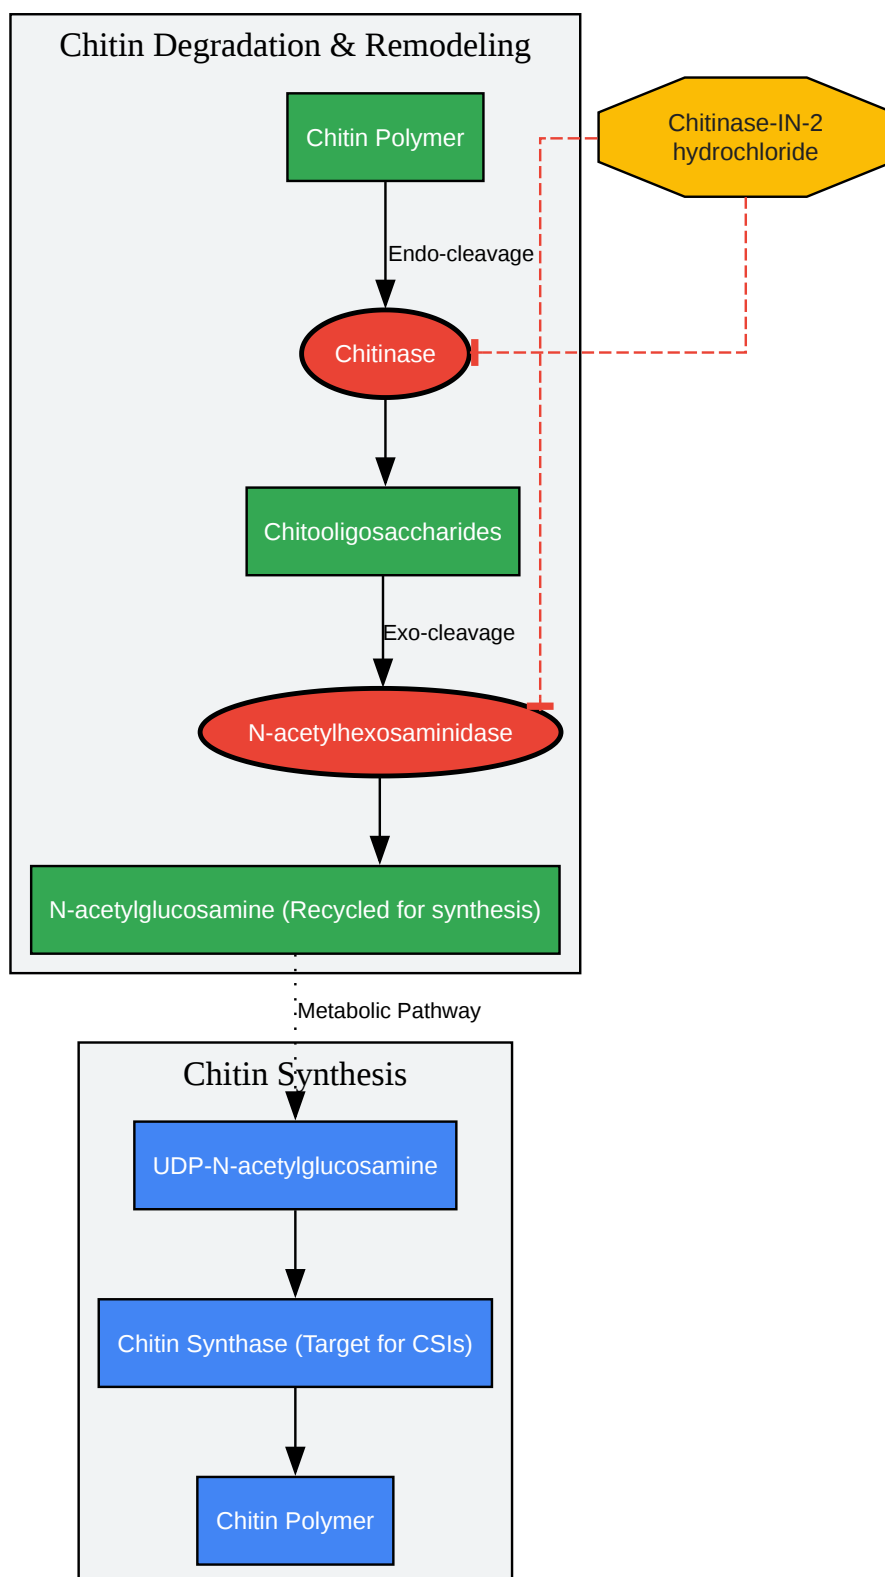 Chitin Degradation & Remodeling
Chitin Polymer
Chitinase-IN-2
hydrochloride
Endo-cleavage
Chitinase
Chitooligosaccharides
Exo-cleavage
N-acetylhexosaminidase
N-acetylglucosamine (Recycled for synthesis)
Metabolic Pathway
Chitin Synthesis
UDP-N-acetylglucosamine
Chitin Synthase (Target for CSIs)
Chitin Polymer